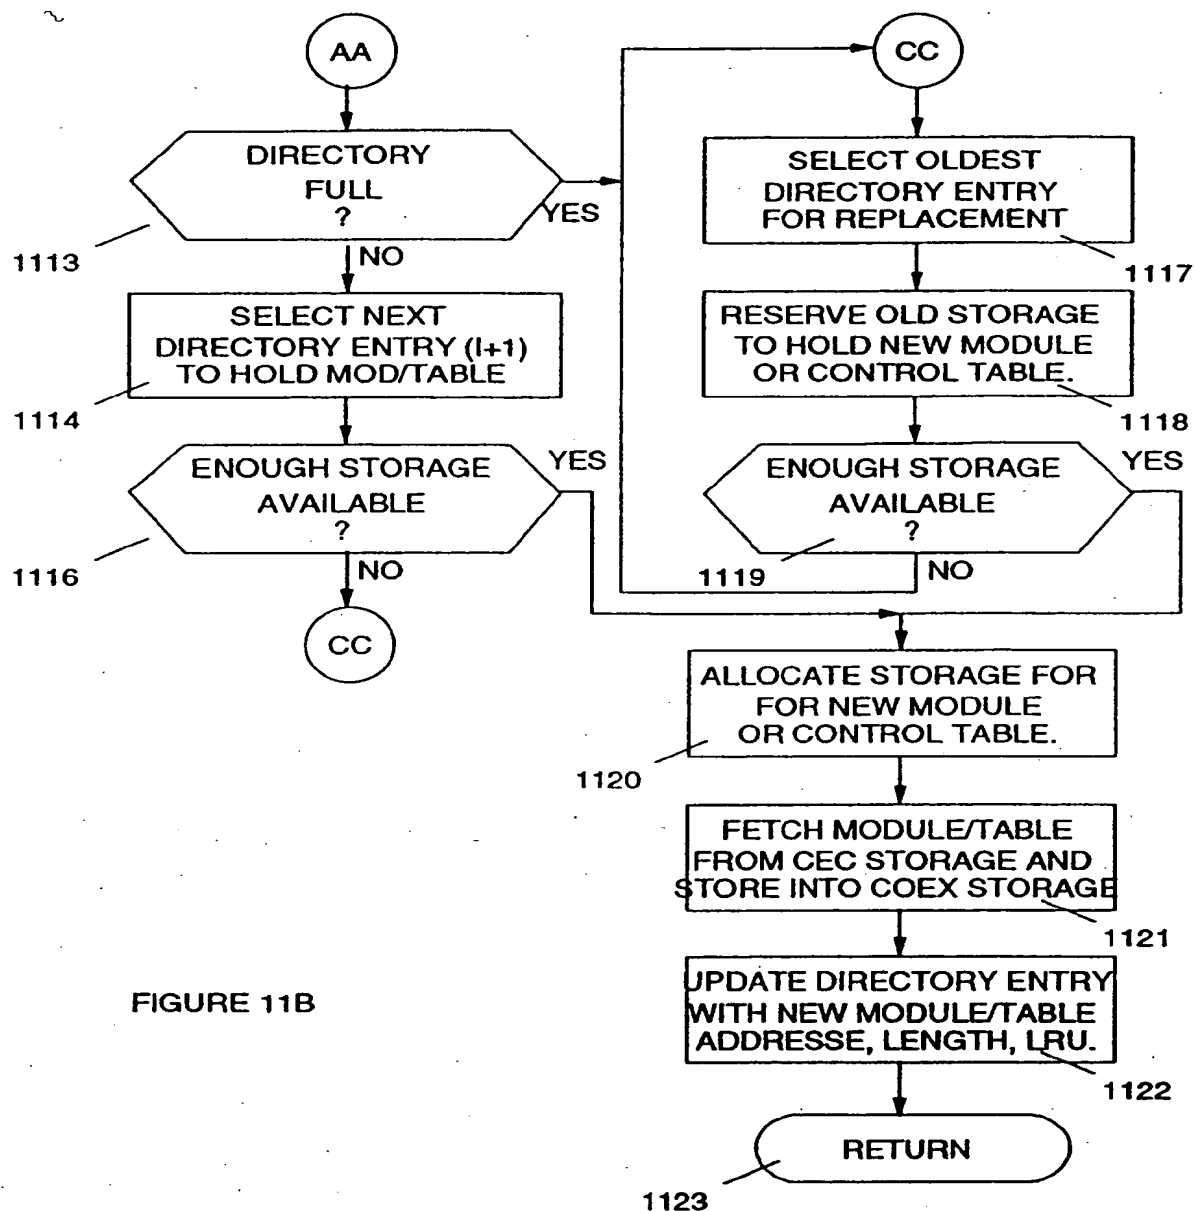 AA
DIRECTORY
FULL
?
YES
1113
NO
SELECT NEXT
DIRECTORY ENTRY (I+1)
TO HOLD MOD/TABLE
1114
ENOUGH STORAGE
AVAILABLE
?
YES
1116
NO
CC
CC
SELECT OLDEST
DIRECTORY ENTRY
FOR REPLACEMENT
1117
RESERVE OLD STORAGE
TO HOLD NEW MODULE
OR CONTROL TABLE.
1118
ENOUGH STORAGE
AVAILABLE
?
YES
1119
NO
ALLOCATE STORAGE FOR
FOR NEW MODULE
OR CONTROL TABLE.
1120
FETCH MODULE/TABLE
FROM CEC STORAGE AND
STORE INTO COEX STORAGE
1121
UPDATE DIRECTORY ENTRY
WITH NEW MODULE/TABLE
ADDRESSE, LENGTH, LRU.
1122
RETURN
1123
FIGURE 11B